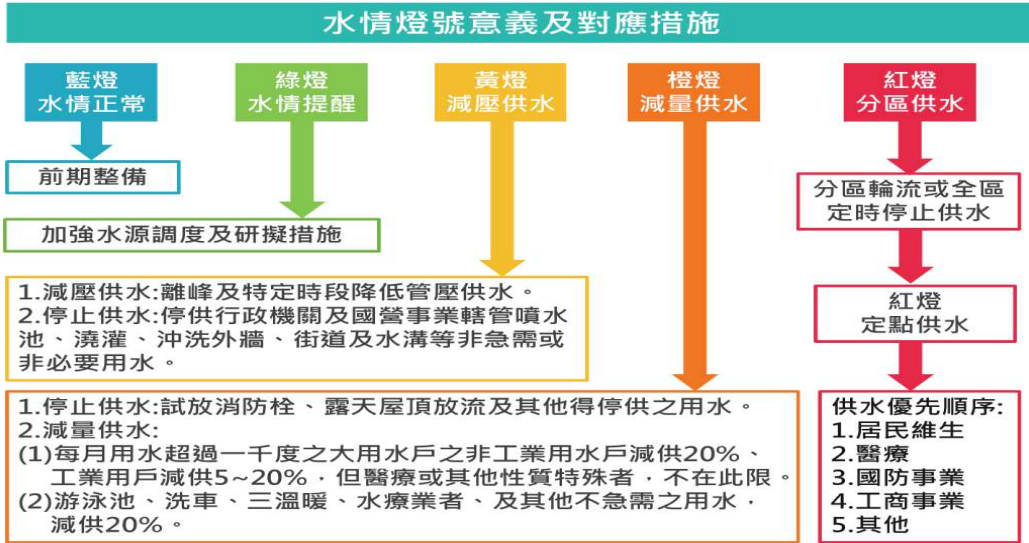 水情燈號意義及對應措施
藍燈
水情正常
前期整備
綠燈
水情提醒
加強水源調度及研擬措施
黃燈
減壓供水
1.減壓供水:離峰及特定時段降低管壓供水。
2.停止供水:停供行政機關及國營事業轄管噴水
池、澆灌、沖洗外牆、街道及水溝等非急需或
非必要用水。
橙燈
減量供水
1.停止供水:試放消防栓、露天屋頂放流及其他得停供之用水。
2.減量供水:
(1)每月用水超過一千度之大用水戶之非工業用水戶減供20%、
工業用戶減供5~20%，但醫療或其他性質特殊者，不在此限。
(2)游泳池、洗車、三溫暖、水療業者、及其他不急需之用水，
減供20%。
紅燈
分區供水
分區輪流或全區
定時停止供水
紅燈
定點供水
供水優先順序:
1.居民維生
2.醫療
3.國防事業
4.工商事業
5.其他